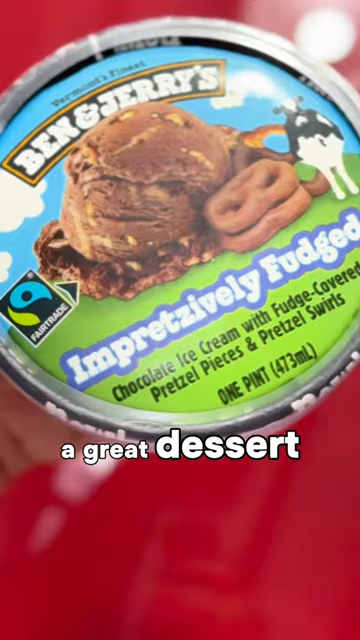 Vermont's Finest
BEN & JERRY'S
FAIRTRADE
Impretzively Fudged
Chocolate Ice Cream with Fudge-Covered
Pretzel Pieces & Pretzel Swirls
ONE PINT (473mL)
a great dessert